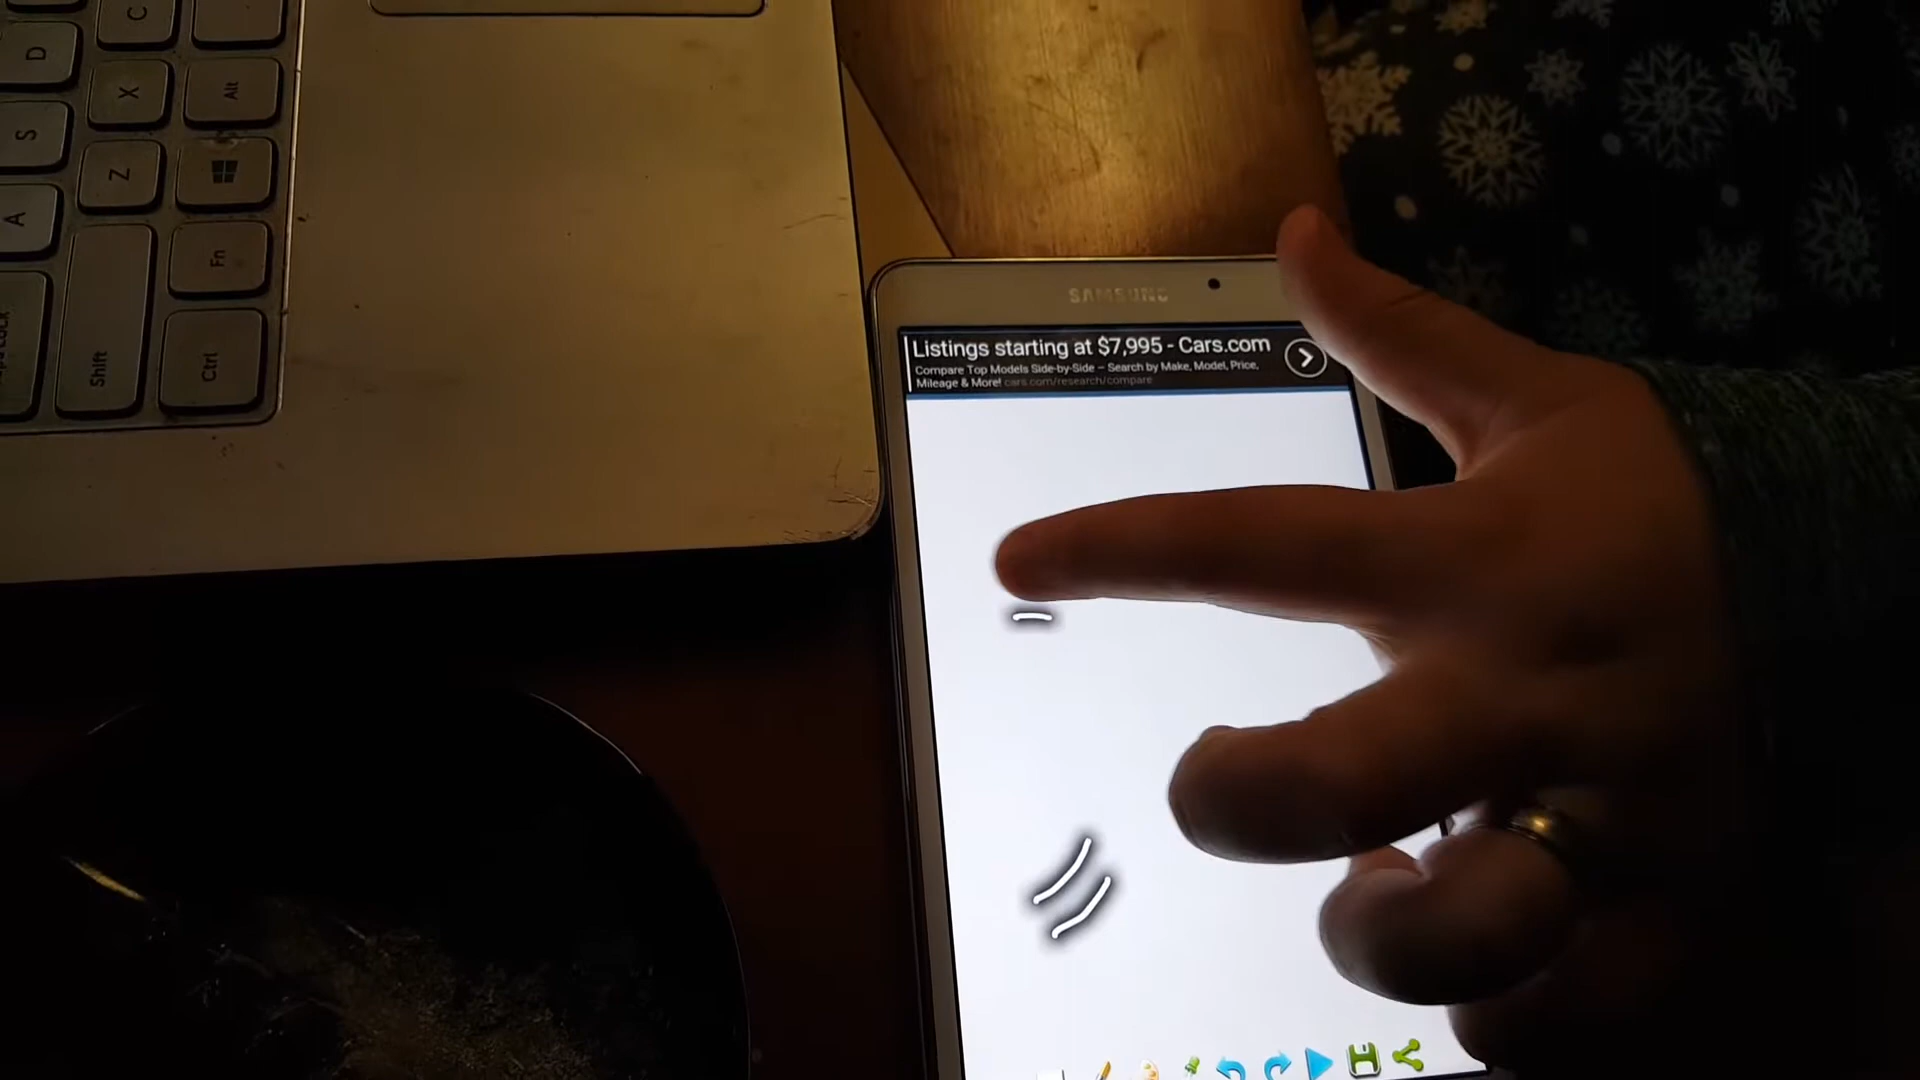 D
C
X
Alt
S
Z
A
Fn
Shift
Ctrl
SAMSUNG
Listings starting at $7,995 - Cars.com
Compare Top Models Side-by-Side – Search by Make, Model, Price,
Mileage & More! cars.com/research/compare